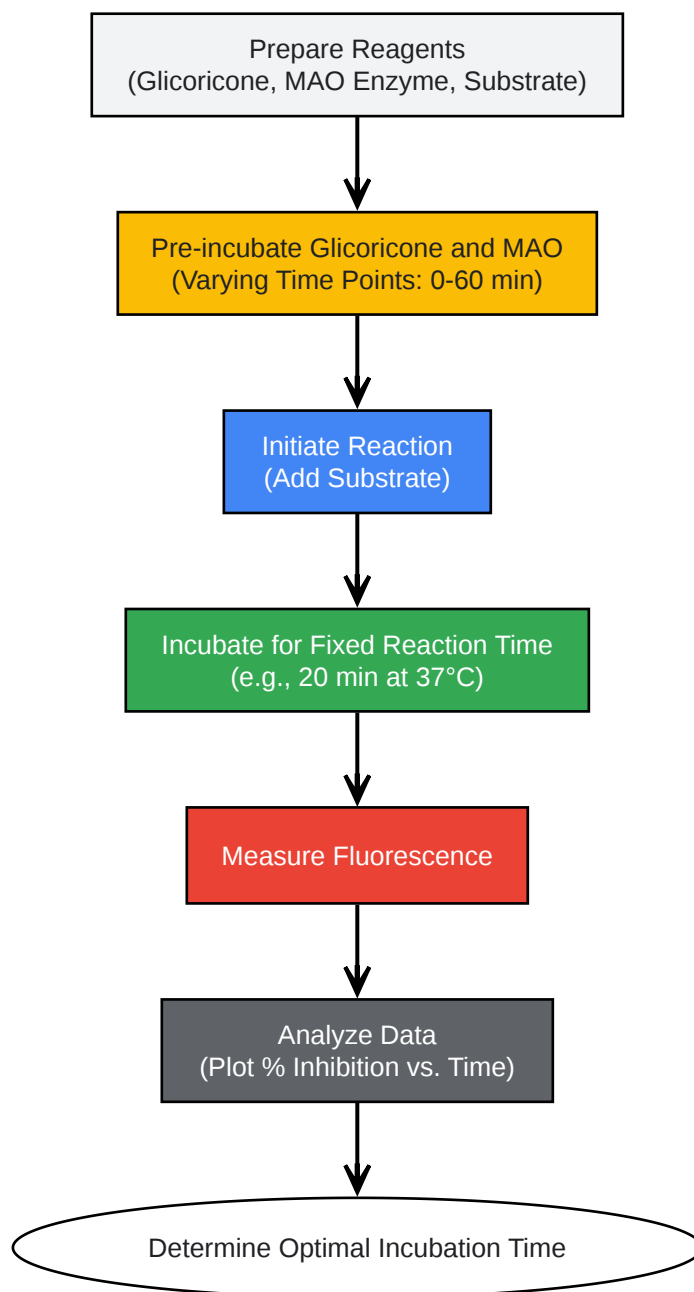 Prepare Reagents
(Glicoricone, MAO Enzyme, Substrate)
Pre-incubate Glicoricone and MAO
(Varying Time Points: 0-60 min)
Initiate Reaction
(Add Substrate)
Incubate for Fixed Reaction Time
(e.g., 20 min at 37°C)
Measure Fluorescence
Analyze Data
(Plot % Inhibition vs. Time)
Determine Optimal Incubation Time